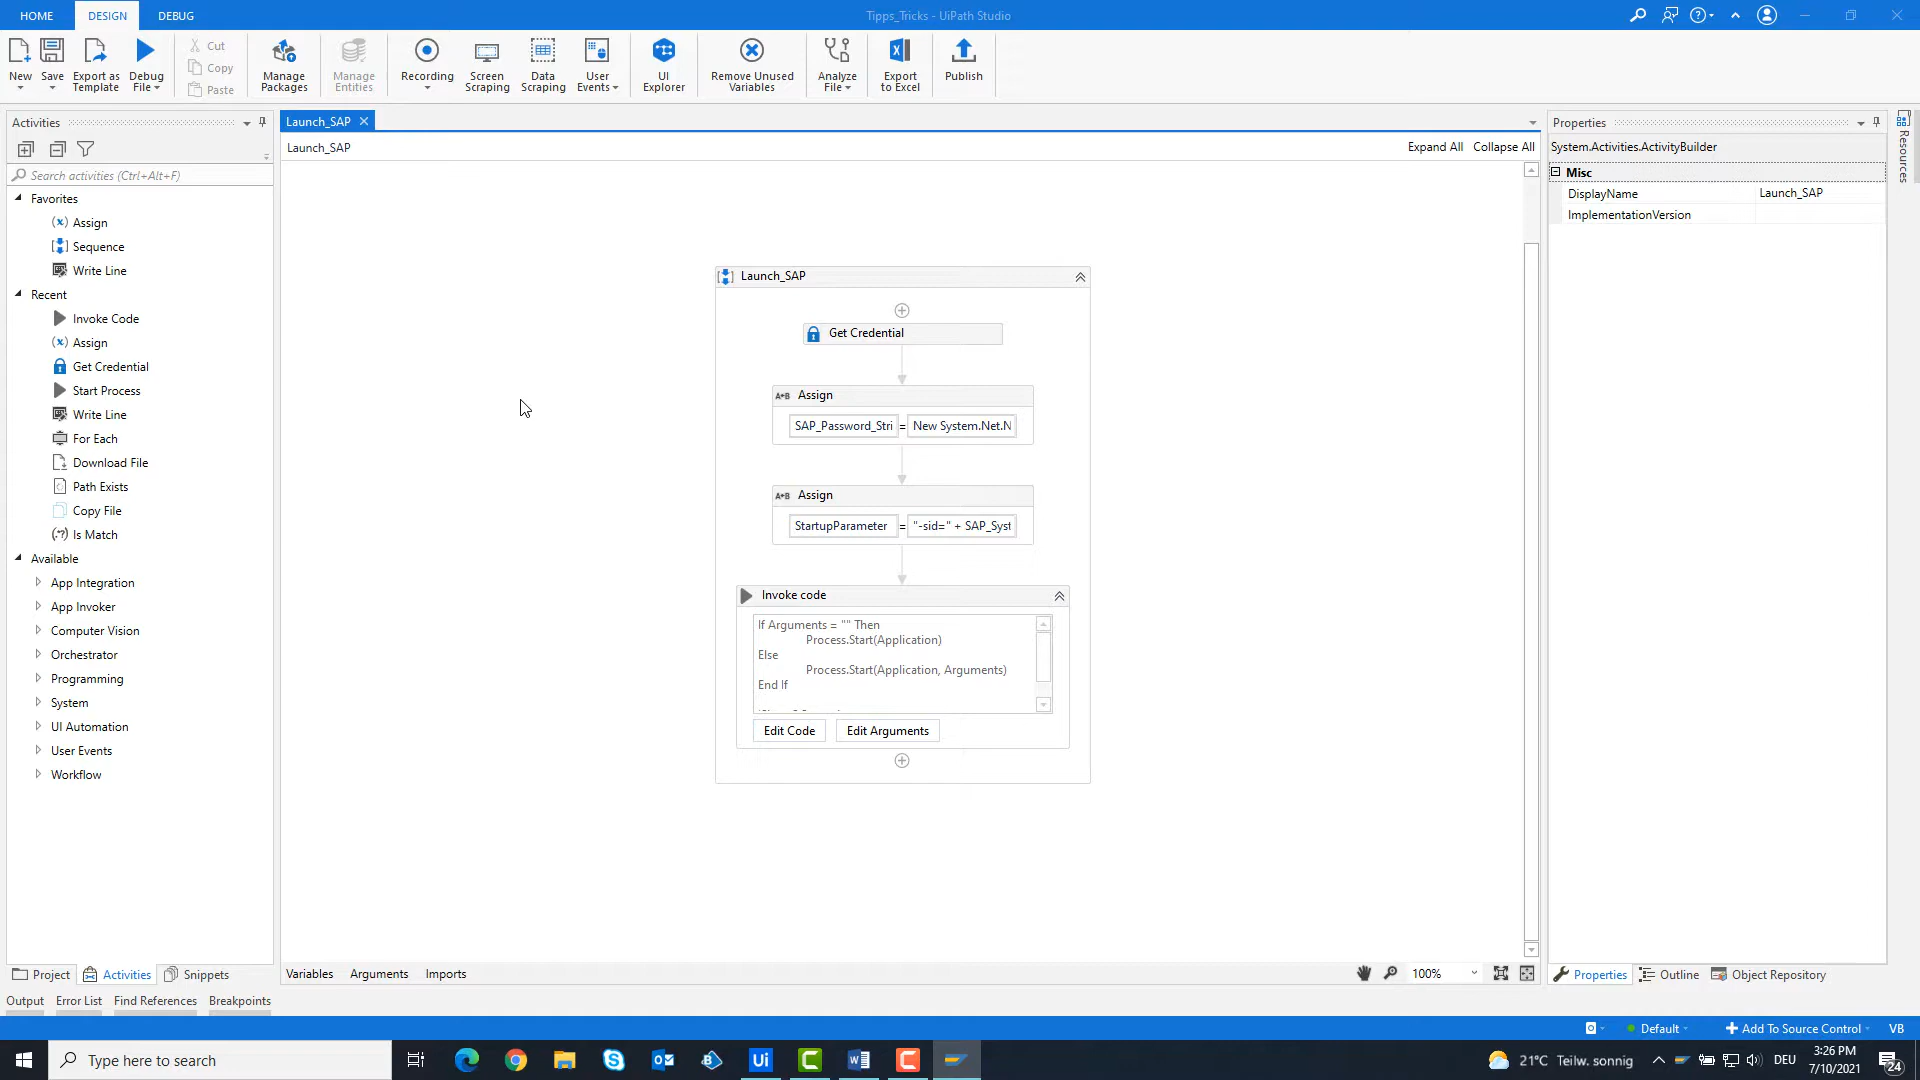 HOME DESIGN DEBUG Tipps_Tricks - UiPath Studio
New Save Export as Template Debug File Cut Copy Paste Manage Packages Manage Entities Recording Screen Scraping Data Scraping User Events UI Explorer Remove Unused Variables Analyze File Export to Excel Publish
Activities
Search activities (Ctrl+Alt+F)
Favorites
Assign
Sequence
Write Line
Recent
Invoke Code
Assign
Get Credential
Start Process
Write Line
For Each
Download File
Path Exists
Copy File
Is Match
Available
App Integration
App Invoker
Computer Vision
Orchestrator
Programming
System
UI Automation
User Events
Workflow
Project Activities Snippets
Launch_SAP
Launch_SAP Expand All Collapse All
Launch_SAP
Get Credential
A+B Assign
SAP_Password_Stri = New System.Net.N
A+B Assign
StartupParameter = "-sid=" + SAP_Syst
Invoke code
If Arguments = "" Then
Process.Start(Application)
Else
Process.Start(Application, Arguments)
End If
Edit Code Edit Arguments
Variables Arguments Imports 100%
Properties
System.Activities.ActivityBuilder
Misc
DisplayName Launch_SAP
ImplementationVersion
Resources
Properties Outline Object Repository
Output Error List Find References Breakpoints
Default Add To Source Control VB
Type here to search
Ui
21°C Teilw. sonnig DEU
3:26 PM
7/10/2021
24